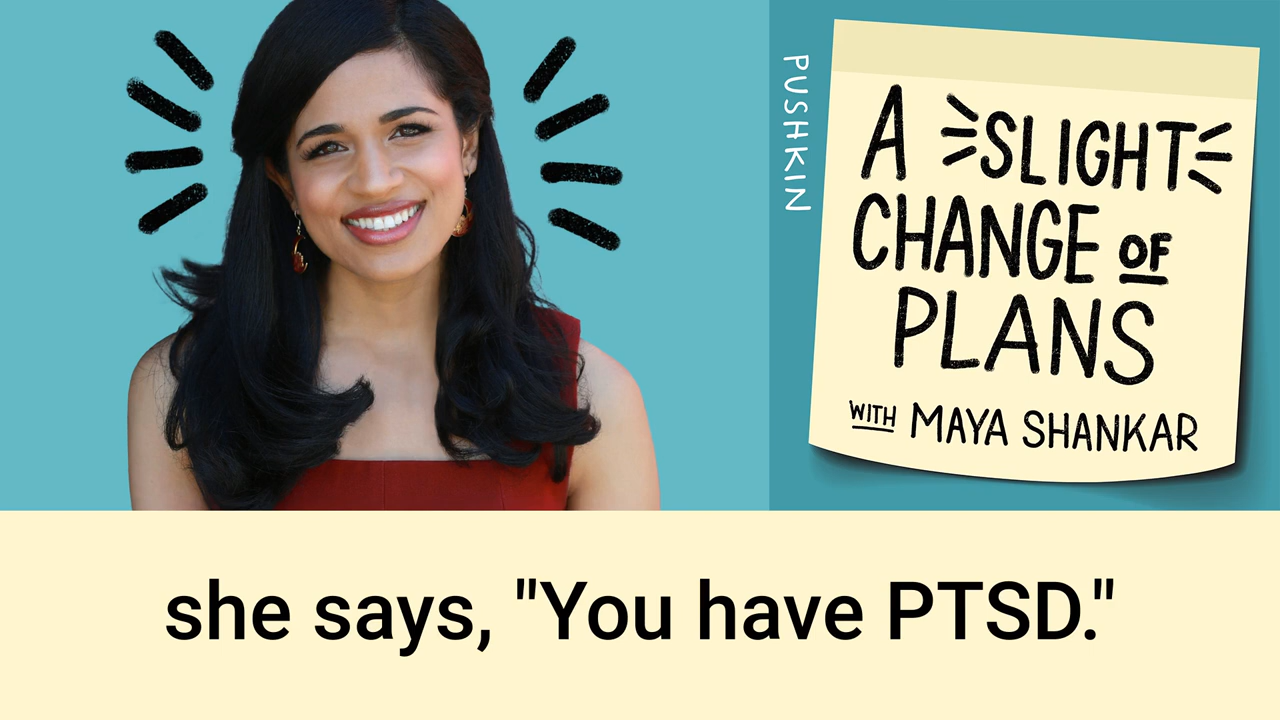 PUSHKIN
A SLIGHT
CHANGE OF
PLANS
WITH MAYA SHANKAR
she says, "You have PTSD."